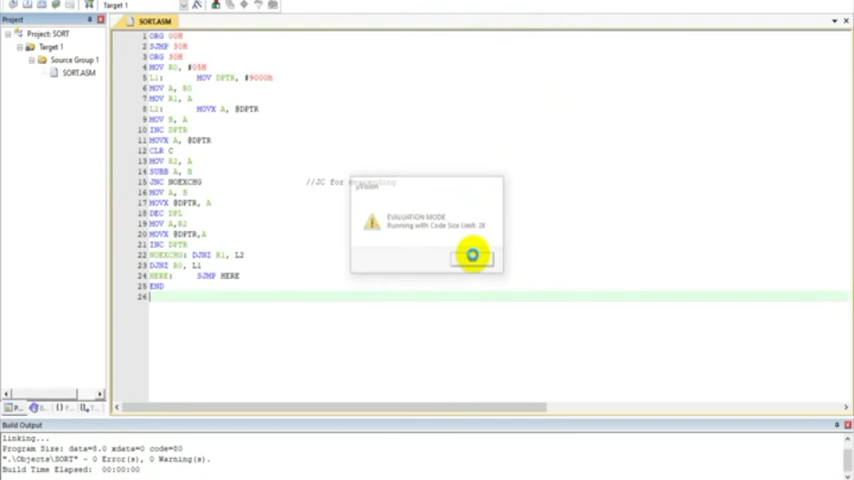 Target 1
Project
SORT.ASM
Project: SORT
Target 1
Source Group 1
SORT.ASM
1 ORG 00H
2 SJMP 30H
3 ORG 30H
4 MOV R0, #05H
5 L1: MOV DPTR, #9000h
6 MOV A, R0
7 MOV R1, A
8 L2: MOVX A, @DPTR
9 MOV B, A
10 INC DPTR
11 MOVX A, @DPTR
12 CLR C
13 MOV R2, A
14 SUBB A, B
15 JNC NOEXCHG //JC for
16 MOV A, B
17 MOVX @DPTR, A
18 DEC DPL
19 MOV A,R2
20 MOVX @DPTR,A
21 INC DPTR
22 NOEXCHG: DJNZ R1, L2
23 DJNZ R0, L1
24 HERE: SJMP HERE
25 END
26
µVision
EVALUATION MODE
Running with Code Size Limit: 2K
Build Output
linking...
Program Size: data=8.0 xdata=0 code=80
".\Objects\SORT" - 0 Error(s), 0 Warning(s).
Build Time Elapsed: 00:00:00